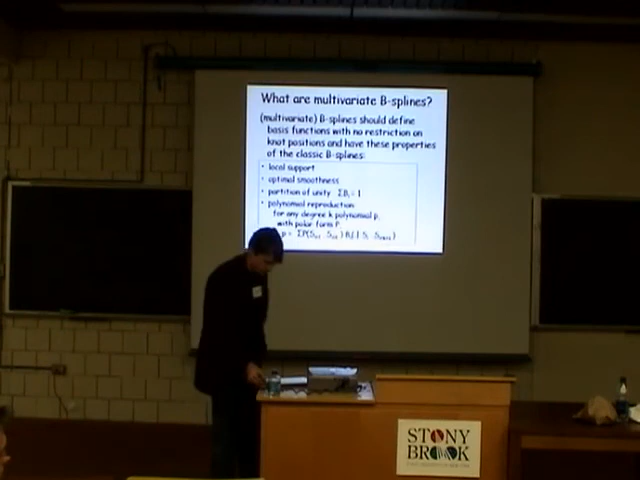 What are multivariate B-splines?
(multivariate) B-splines should define
basis functions with no restriction on
knot positions and have these properties
of the classic B-splines:
• local support
• optimal smoothness
• partition of unity ΣBᵢ = 1
• polynomial reproduction:
for any degree k polynomial p,
with polar form P
STONY
BROOK